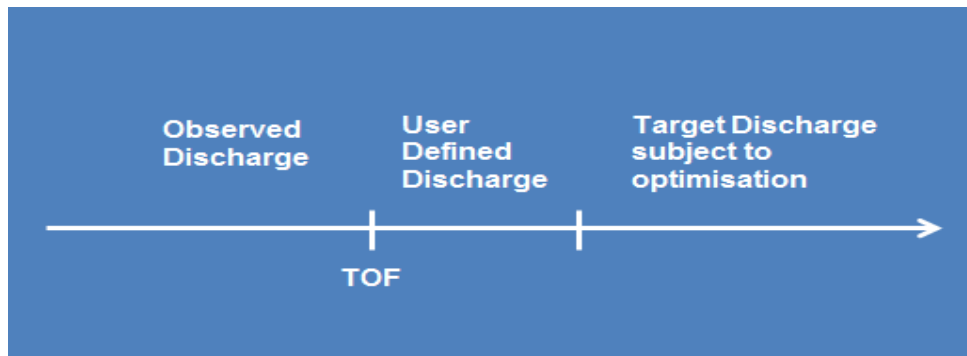 Observed
Discharge
User
Defined
Discharge
Target Discharge
subject to
optimisation
TOF